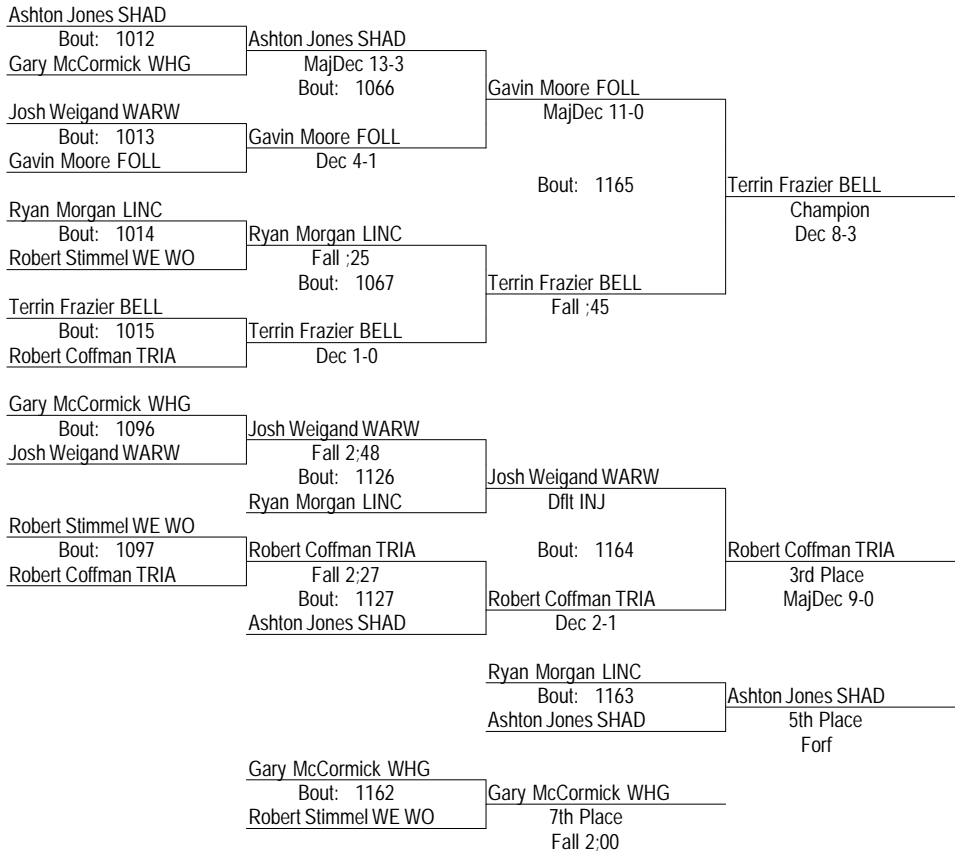 Ashton Jones SHAD
Bout: 1012
Gary McCormick WHG
Ashton Jones SHAD
MajDec 13-3
Bout: 1066
Josh Weigand WARW
Bout: 1013
Gavin Moore FOLL
Gavin Moore FOLL
Dec 4-1
Gavin Moore FOLL
MajDec 11-0
Bout: 1165
Ryan Morgan LINC
Bout: 1014
Robert Stimmel WE WO
Ryan Morgan LINC
Fall ;25
Bout: 1067
Terrin Frazier BELL
Bout: 1015
Robert Coffman TRIA
Terrin Frazier BELL
Dec 1-0
Terrin Frazier BELL
Fall ;45
Terrin Frazier BELL
Champion
Dec 8-3
Gary McCormick WHG
Bout: 1096
Josh Weigand WARW
Josh Weigand WARW
Fall 2;48
Bout: 1126
Ryan Morgan LINC
Josh Weigand WARW
Dflt INJ
Bout: 1164
Robert Stimmel WE WO
Bout: 1097
Robert Coffman TRIA
Robert Coffman TRIA
Fall 2;27
Bout: 1127
Ashton Jones SHAD
Robert Coffman TRIA
Dec 2-1
Robert Coffman TRIA
3rd Place
MajDec 9-0
Ryan Morgan LINC
Bout: 1163
Ashton Jones SHAD
Ashton Jones SHAD
5th Place
Forf
Gary McCormick WHG
Bout: 1162
Robert Stimmel WE WO
Gary McCormick WHG
7th Place
Fall 2;00